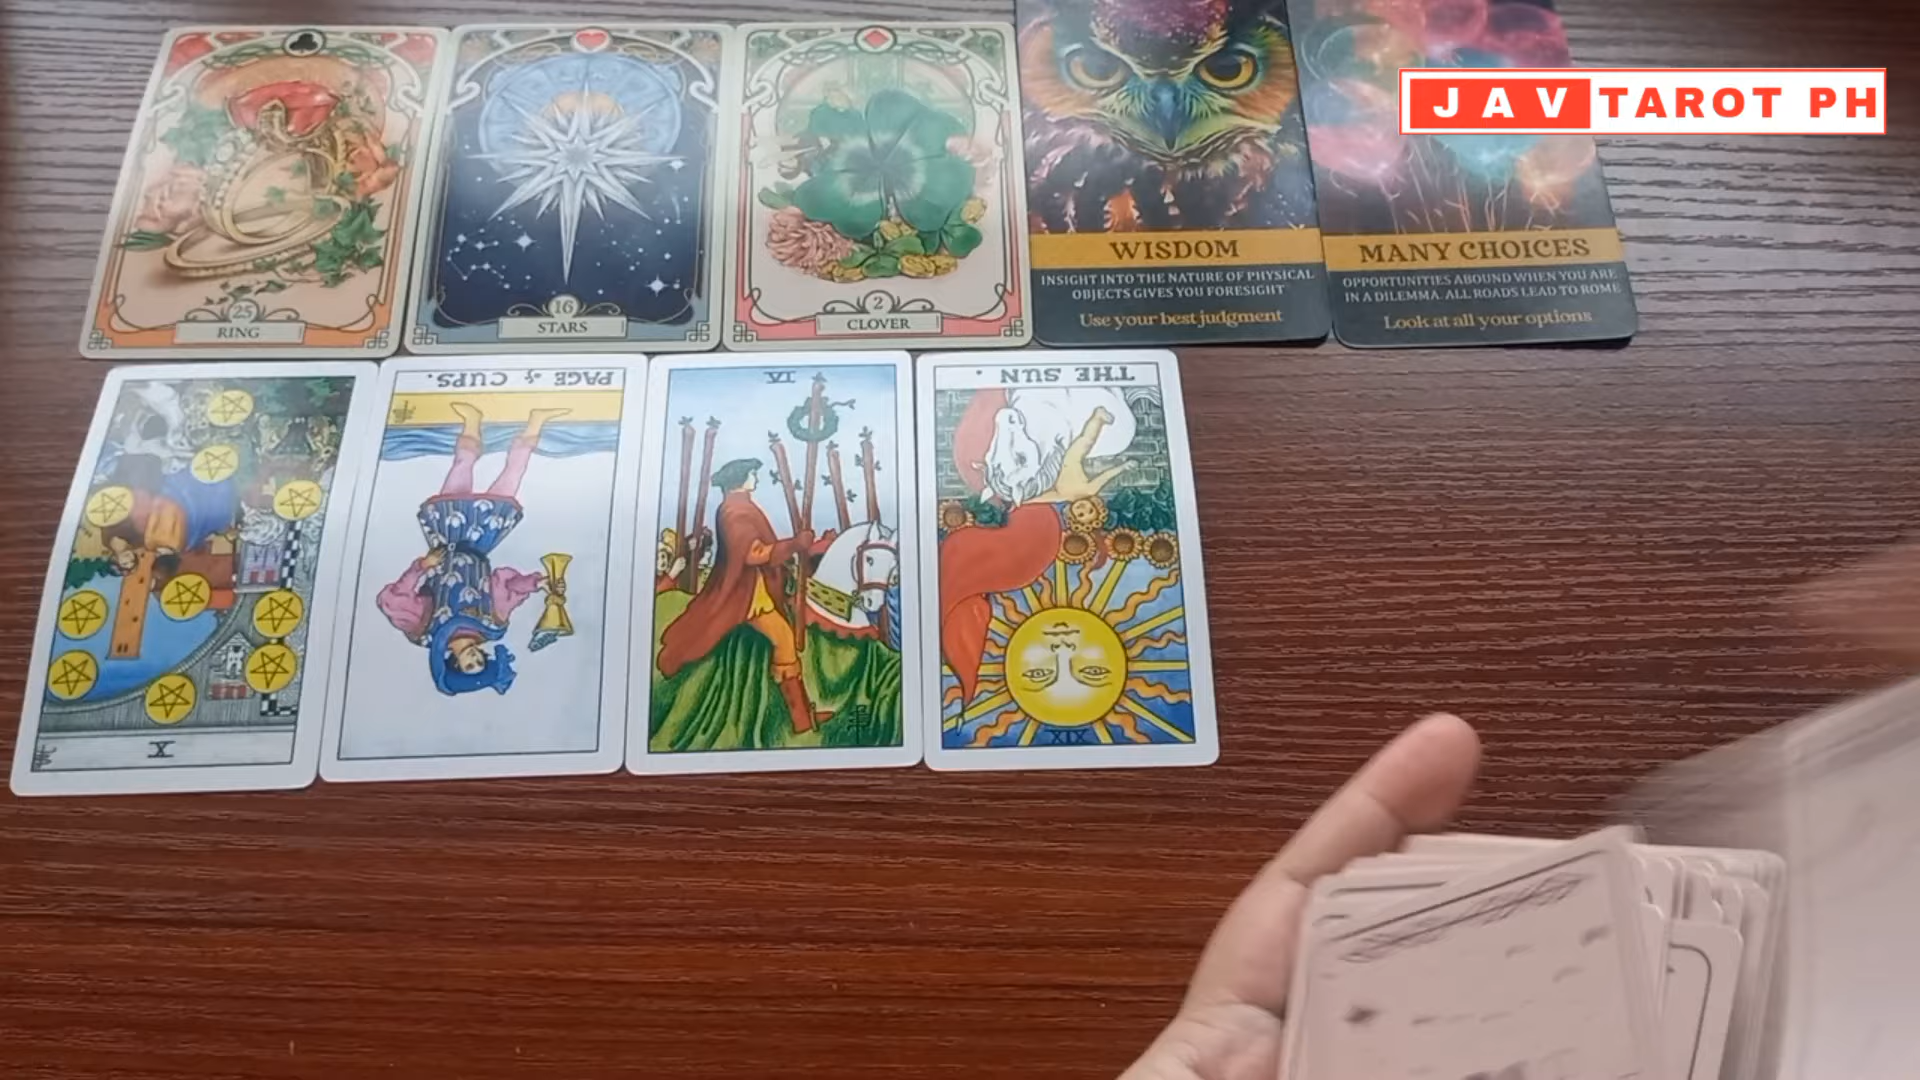 JAV TAROT PH
25
RING
16
STARS
2
CLOVER
WISDOM
INSIGHT INTO THE NATURE OF PHYSICAL
OBJECTS GIVES YOU FORESIGHT
Use your best judgment
MANY CHOICES
OPPORTUNITIES ABOUND WHEN YOU ARE
IN A DILEMMA. ALL ROADS LEAD TO ROME
Look at all your options
X
PAGE of CUPS.
VI
THE SUN.
XIX